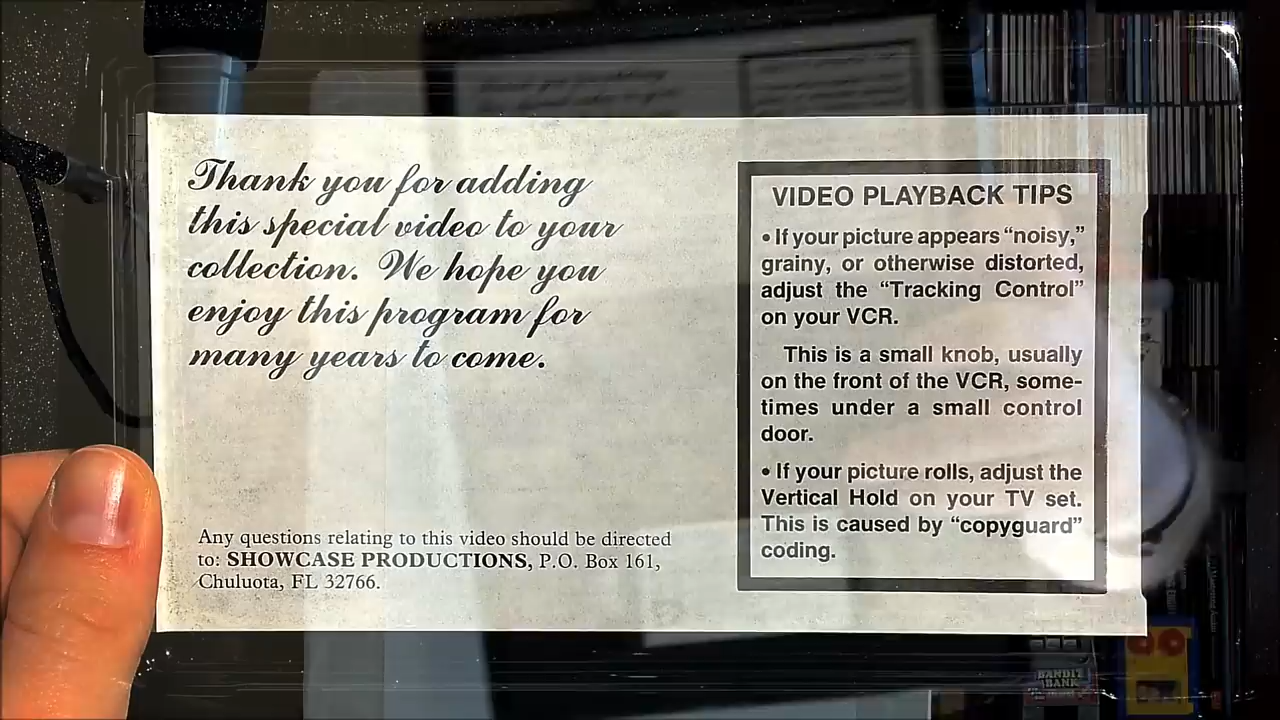 Thank you for adding
this special video to your
collection. We hope you
enjoy this program for
many years to come.
Any questions relating to this video should be directed
to: SHOWCASE PRODUCTIONS, P.O. Box 161,
Chuluota, FL 32766.
VIDEO PLAYBACK TIPS
• If your picture appears “noisy,”
grainy, or otherwise distorted,
adjust the “Tracking Control”
on your VCR.
This is a small knob, usually
on the front of the VCR, some-
times under a small control
door.
• If your picture rolls, adjust the
Vertical Hold on your TV set.
This is caused by “copyguard”
coding.
BANDIT
BANK